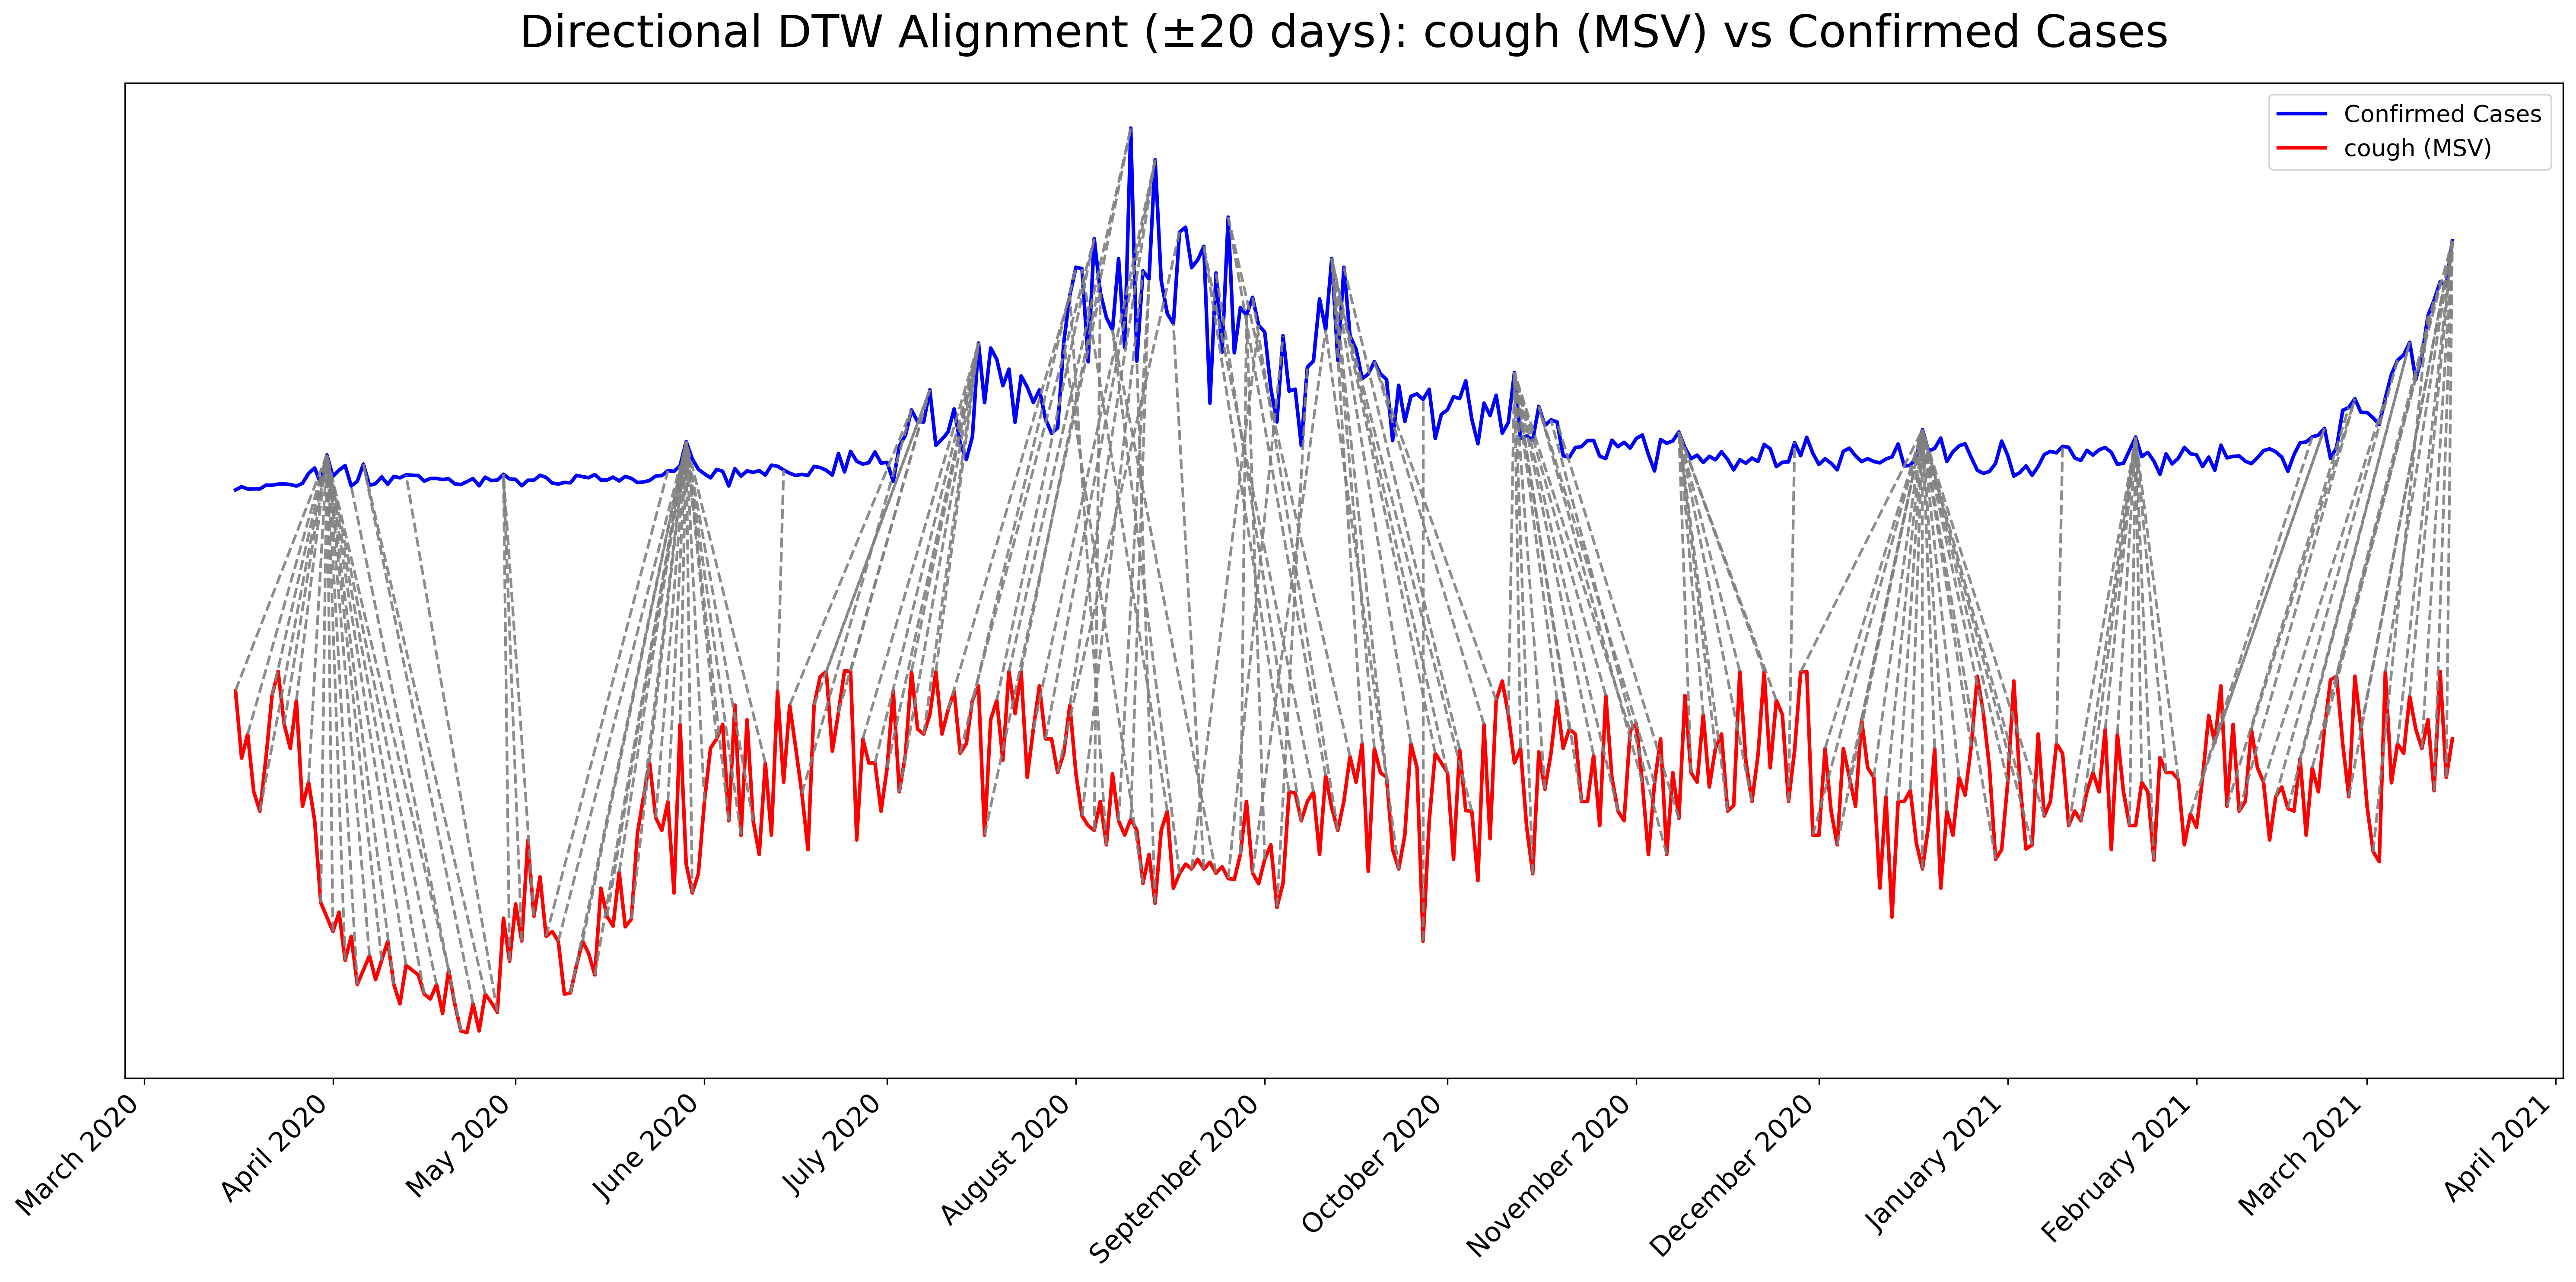 Directional DTW Alignment (±20 days): cough (MSV) vs Confirmed Cases
Confirmed Cases
cough (MSV)
March 2020
April 2020
May 2020
June 2020
July 2020
August 2020
September 2020
October 2020
November 2020
December 2020
January 2021
February 2021
March 2021
April 2021